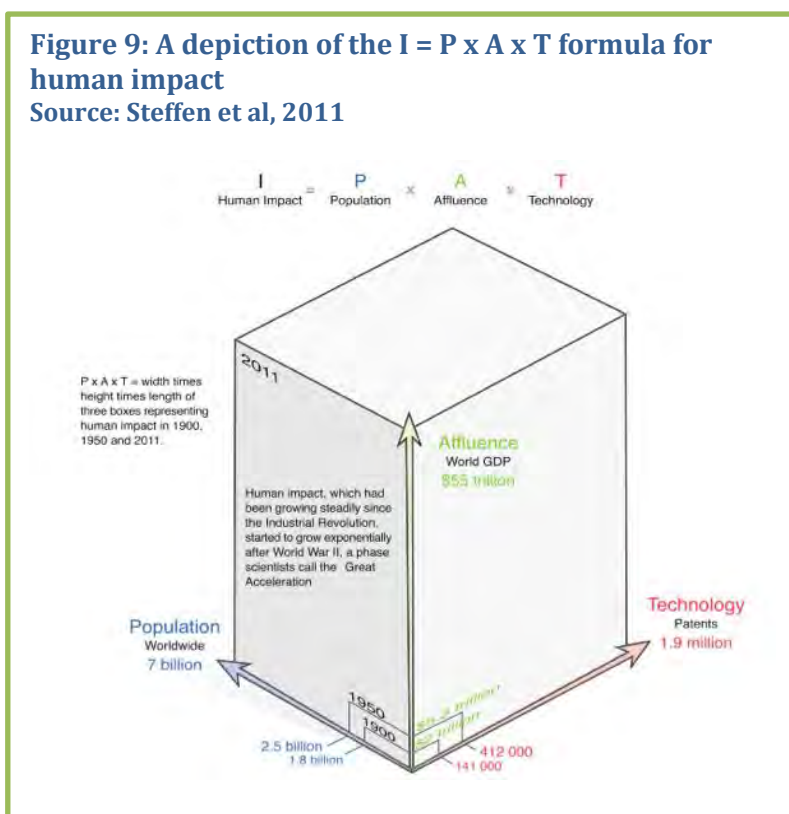 Figure 9: A depiction of the I = P x A x T formula for
human impact
Source: Steffen et al, 2011
I = P x A x T
Human Impact Population Affluence Technology
2011
P x A x T = width times
height times length of
three boxes representing
human impact in 1900,
1950 and 2011.
Affluence
World GDP
$55 trillion
Human impact, which had
been growing steadily since
the Industrial Revolution,
started to grow exponentially
after World War II, a phase
scientists call the Great
Acceleration
Technology
Patents
1.9 million
Population
Worldwide
7 billion
1950
1900
trillion
$2 trillion
2.5 billion
1.8 billion
412 000
141 000